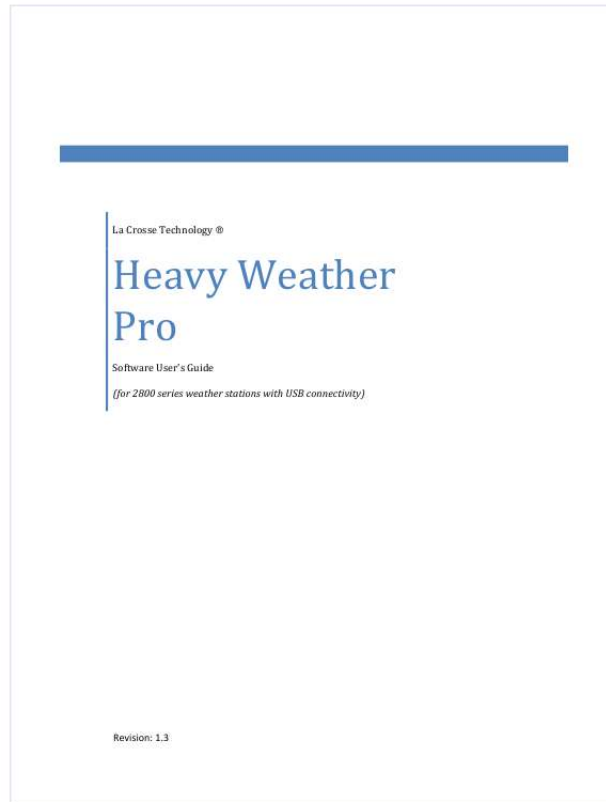 La Crosse Technology ®
Heavy Weather
Pro
Software User's Guide
(for 2800 series weather stations with USB connectivity)
Revision: 1.3